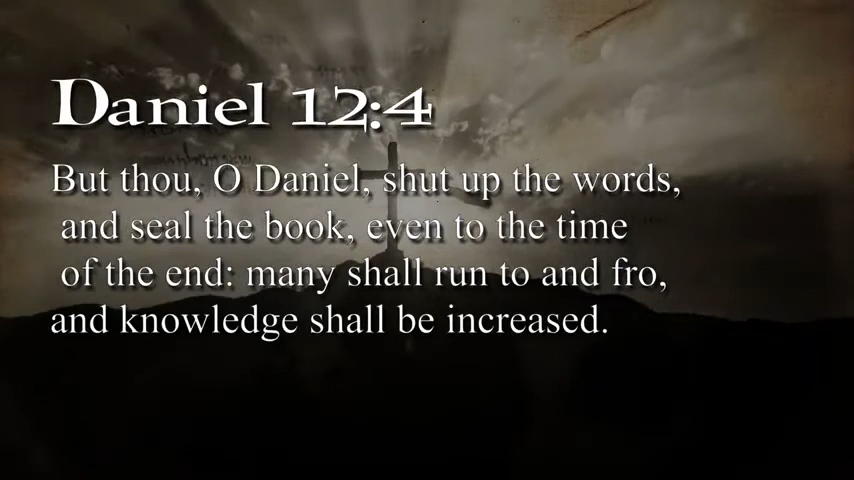 Daniel 12:4
But thou, O Daniel, shut up the words,
and seal the book, even to the time
of the end: many shall run to and fro,
and knowledge shall be increased.